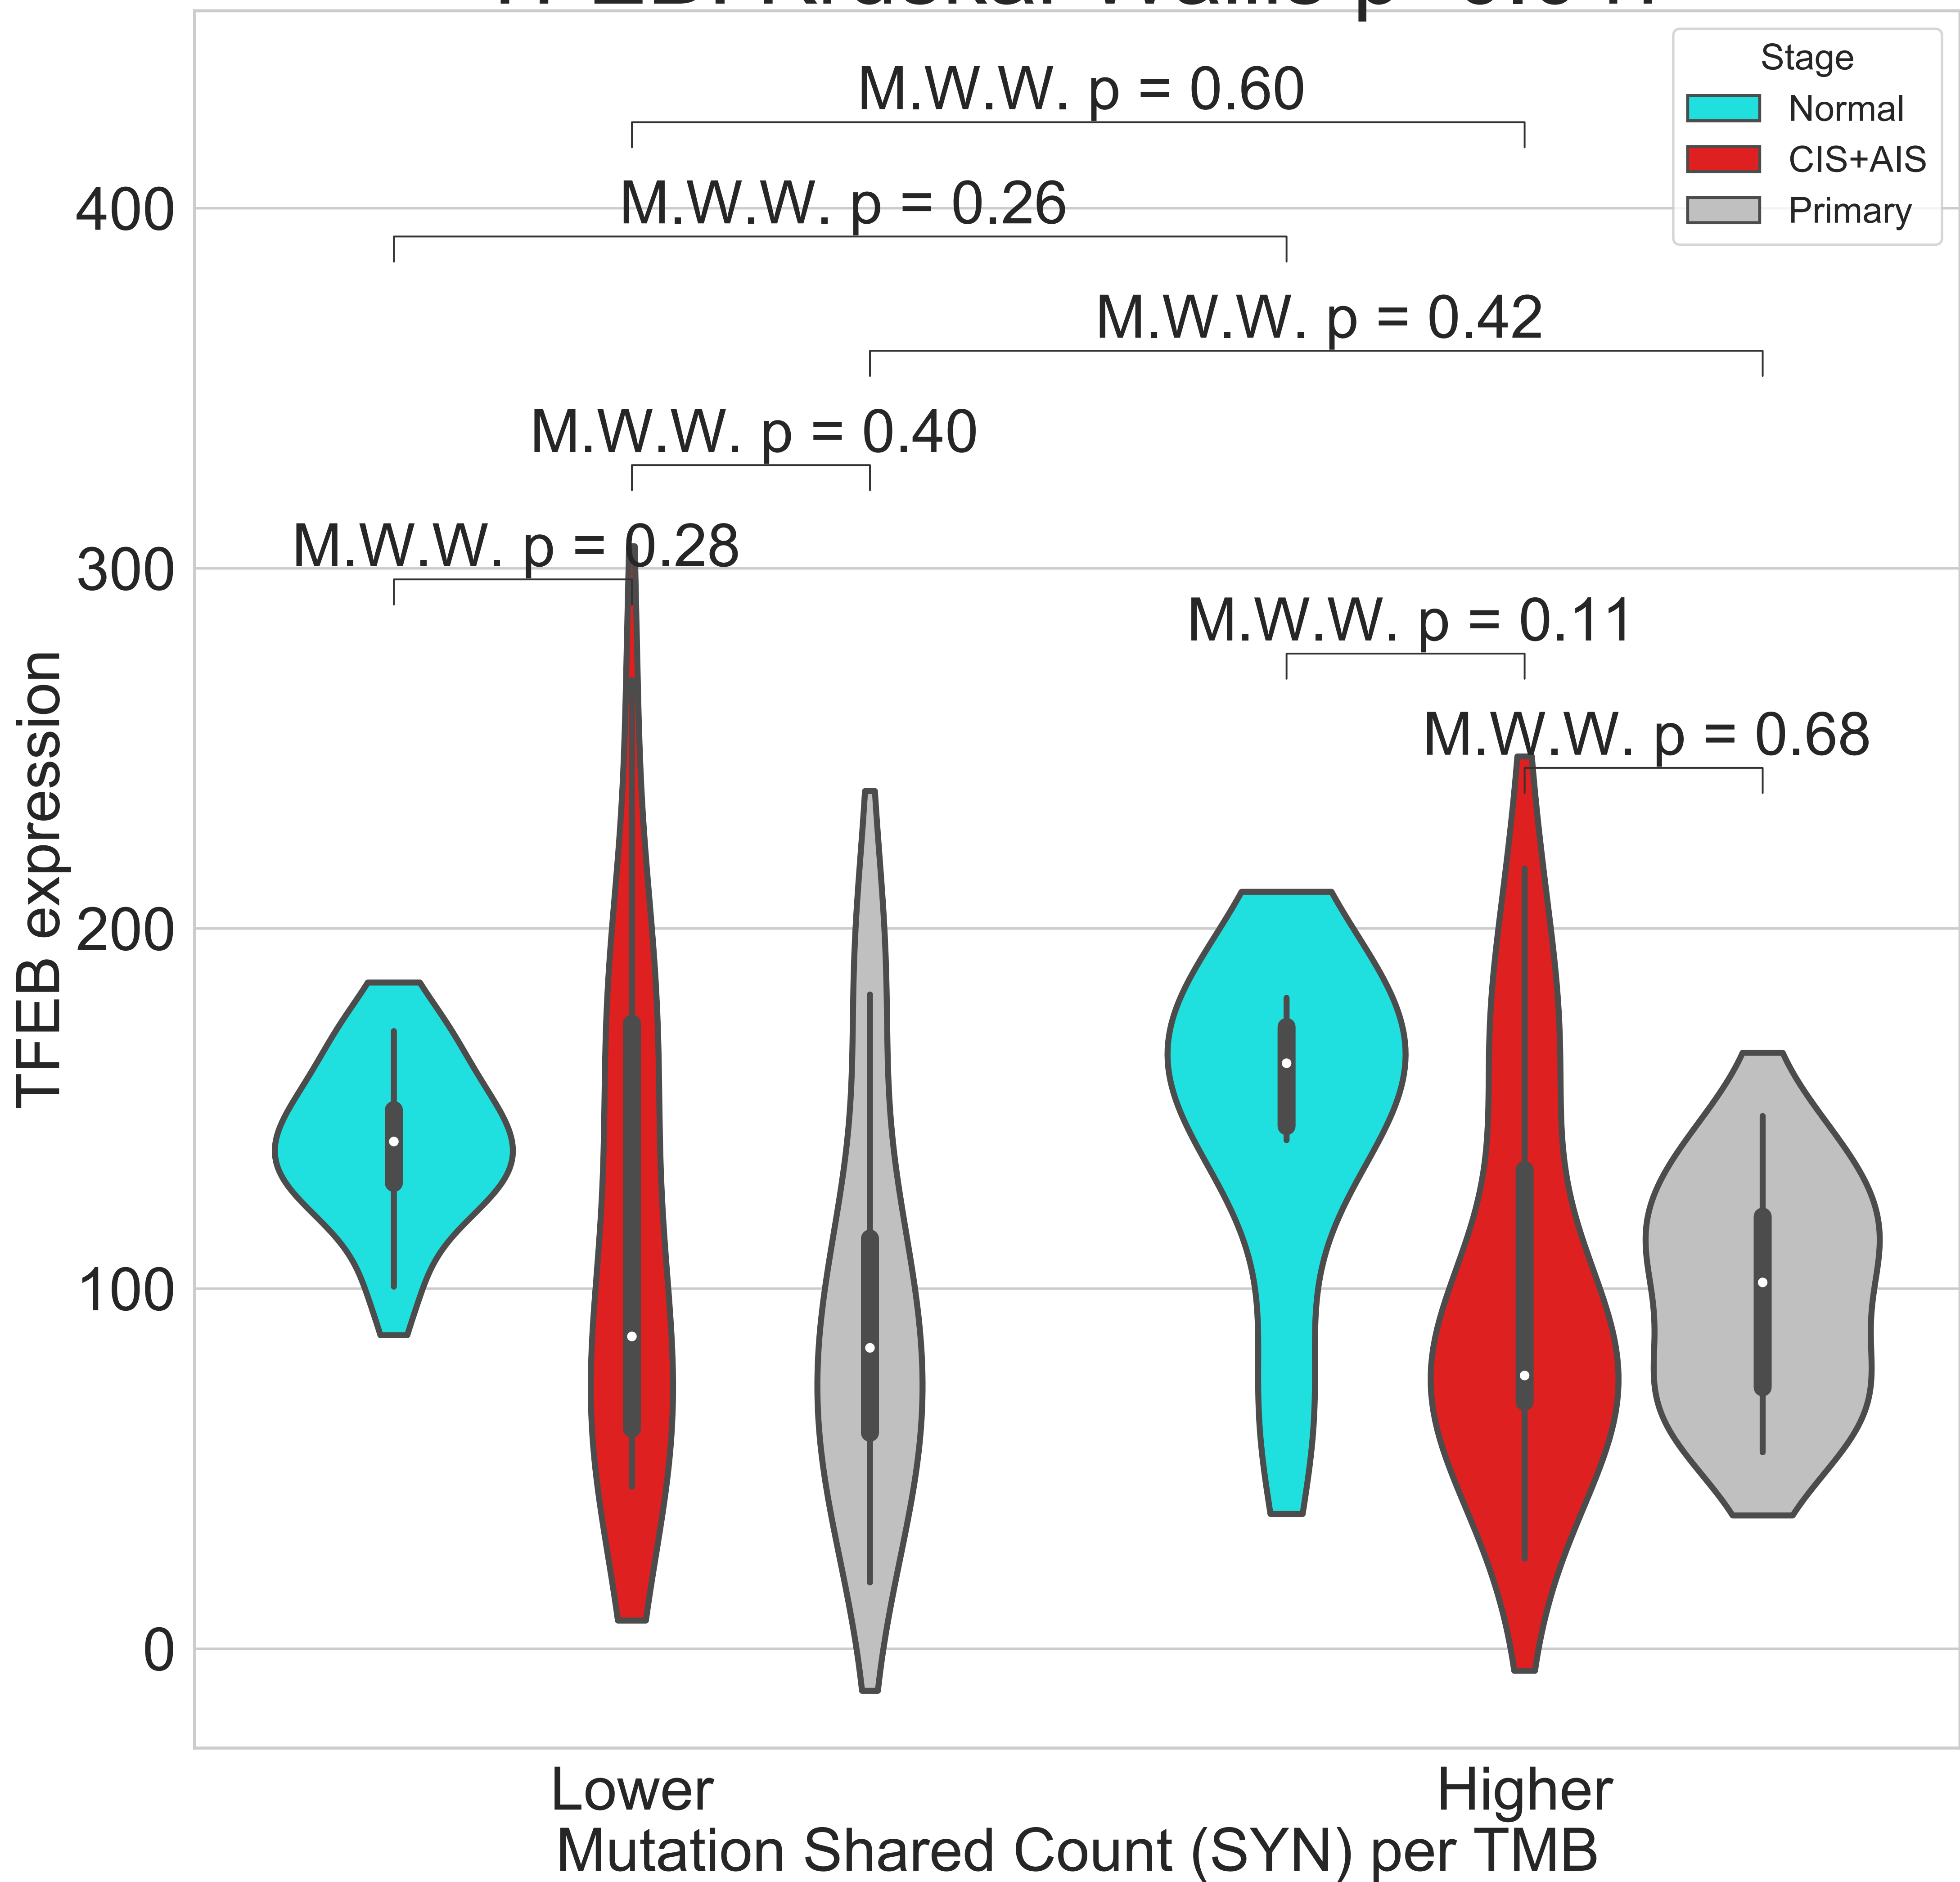 Stage
Normal
CIS+AIS
Primary
M.W.W. p = 0.60
M.W.W. p = 0.26
M.W.W. p = 0.42
M.W.W. p = 0.40
M.W.W. p = 0.28
M.W.W. p = 0.11
M.W.W. p = 0.68
400
300
200
100
0
TFEB expression
Lower
Higher
Mutation Shared Count (SYN) per TMB